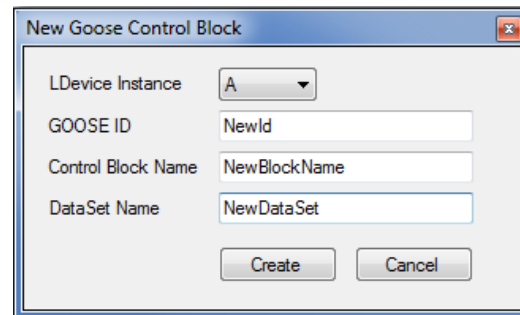 New Goose Control Block
LDevice Instance A
GOOSE ID NewId
Control Block Name NewBlockName
DataSet Name NewDataSet
Create Cancel